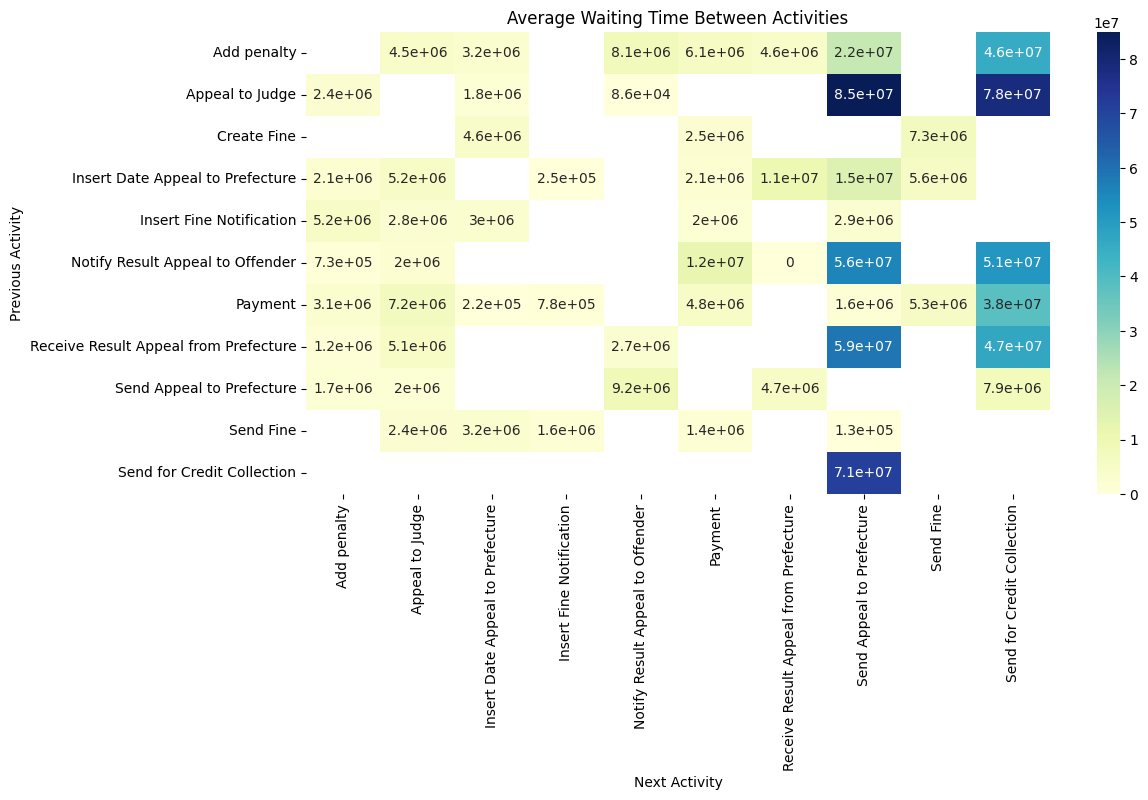 Average Waiting Time Between Activities
1e7
Add penalty
4.5e+06 3.2e+06 8.1e+06 6.1e+06 4.6e+06 2.2e+07 4.6e+07
Appeal to Judge
2.4e+06 1.8e+06 8.6e+04 8.5e+07 7.8e+07
Create Fine
4.6e+06 2.5e+06 7.3e+06
Insert Date Appeal to Prefecture
2.1e+06 5.2e+06 2.5e+05 2.1e+06 1.1e+07 1.5e+07 5.6e+06
Insert Fine Notification
5.2e+06 2.8e+06 3e+06 2e+06 2.9e+06
Notify Result Appeal to Offender
7.3e+05 2e+06 1.2e+07 0 5.6e+07 5.1e+07
Payment
3.1e+06 7.2e+06 2.2e+05 7.8e+05 4.8e+06 1.6e+06 5.3e+06 3.8e+07
Receive Result Appeal from Prefecture
1.2e+06 5.1e+06 2.7e+06 5.9e+07 4.7e+07
Send Appeal to Prefecture
1.7e+06 2e+06 9.2e+06 4.7e+06 7.9e+06
Send Fine
2.4e+06 3.2e+06 1.6e+06 1.4e+06 1.3e+05
Send for Credit Collection
7.1e+07
Previous Activity
Add penalty
Appeal to Judge
Insert Date Appeal to Prefecture
Insert Fine Notification
Notify Result Appeal to Offender
Payment
Receive Result Appeal from Prefecture
Send Appeal to Prefecture
Send Fine
Send for Credit Collection
Next Activity
8
7
6
5
4
3
2
1
0